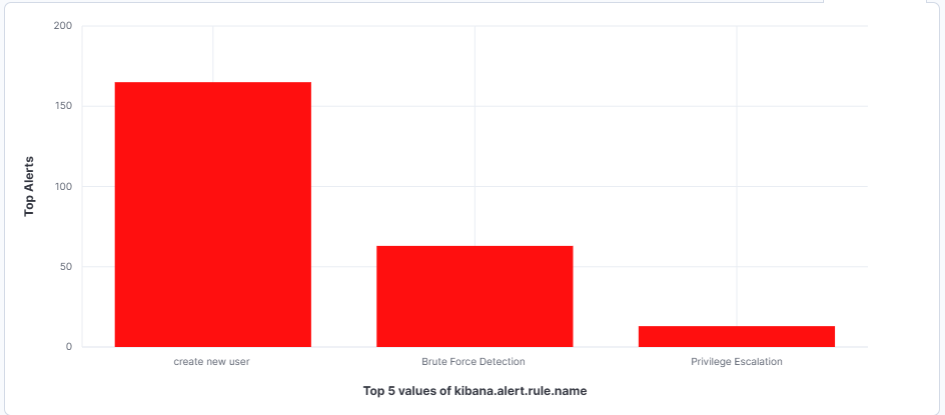 200
150
100
50
0
Top Alerts
create new user Brute Force Detection Privilege Escalation
Top 5 values of kibana.alert.rule.name